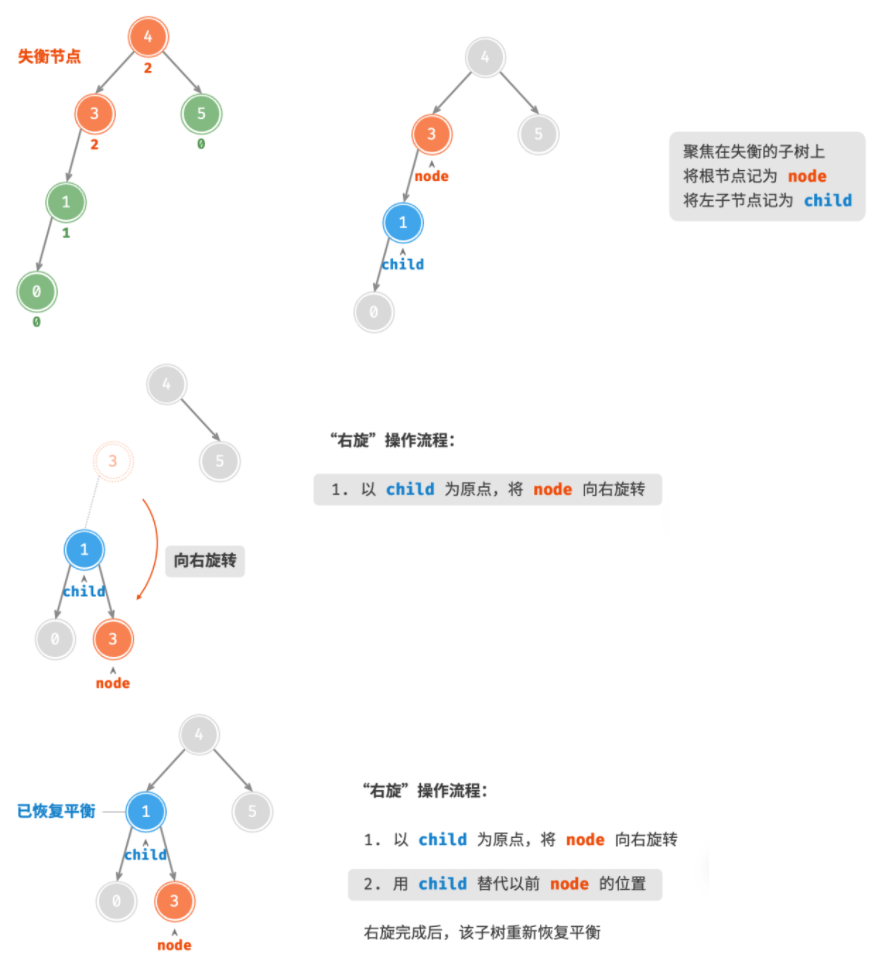 4
失衡节点
2
3
5
2
0
1
1
0
0
4
3
5
node
1
child
0
聚焦在失衡的子树上
将根节点记为 node
将左子节点记为 child
4
3
5
1
向右旋转
child
0
3
node
“右旋”操作流程：
1. 以 child 为原点，将 node 向右旋转
4
已恢复平衡
1
5
child
0
3
node
“右旋”操作流程：
1. 以 child 为原点，将 node 向右旋转
2. 用 child 替代以前 node 的位置
右旋完成后，该子树重新恢复平衡